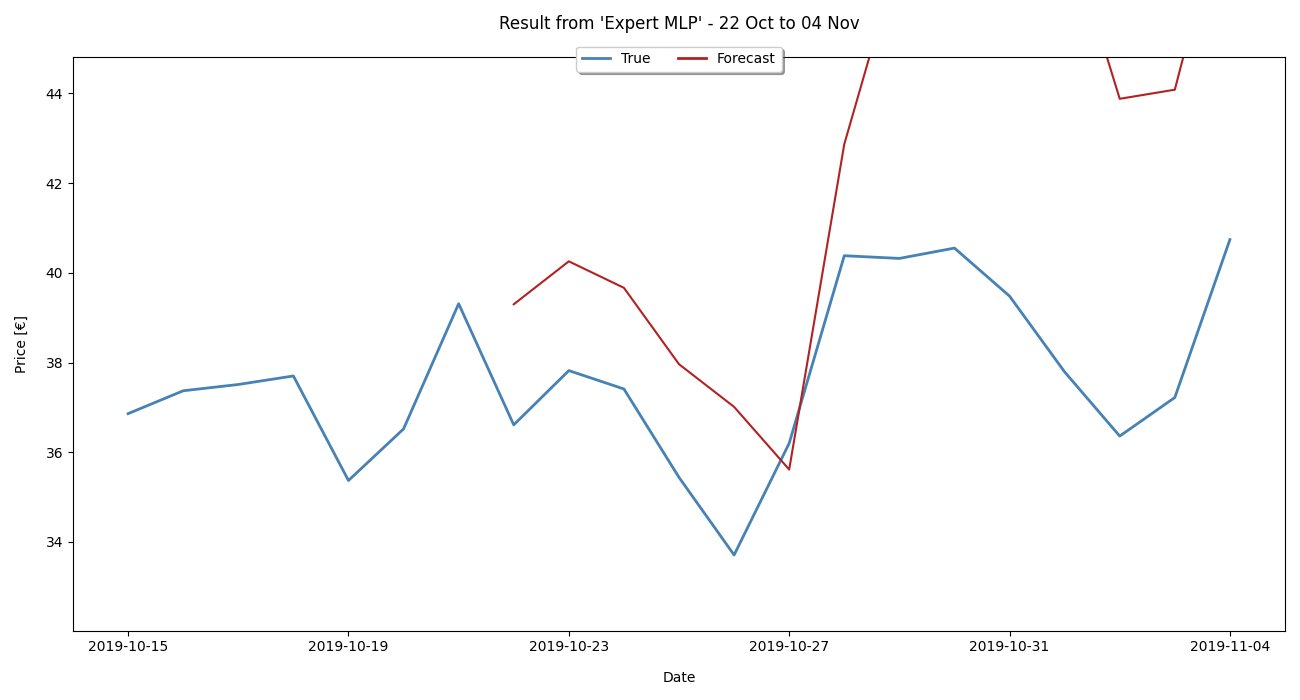 Result from 'Expert MLP' - 22 Oct to 04 Nov
True Forecast
Price [€]
44
42
40
38
36
34
2019-10-15 2019-10-19 2019-10-23 2019-10-27 2019-10-31 2019-11-04
Date